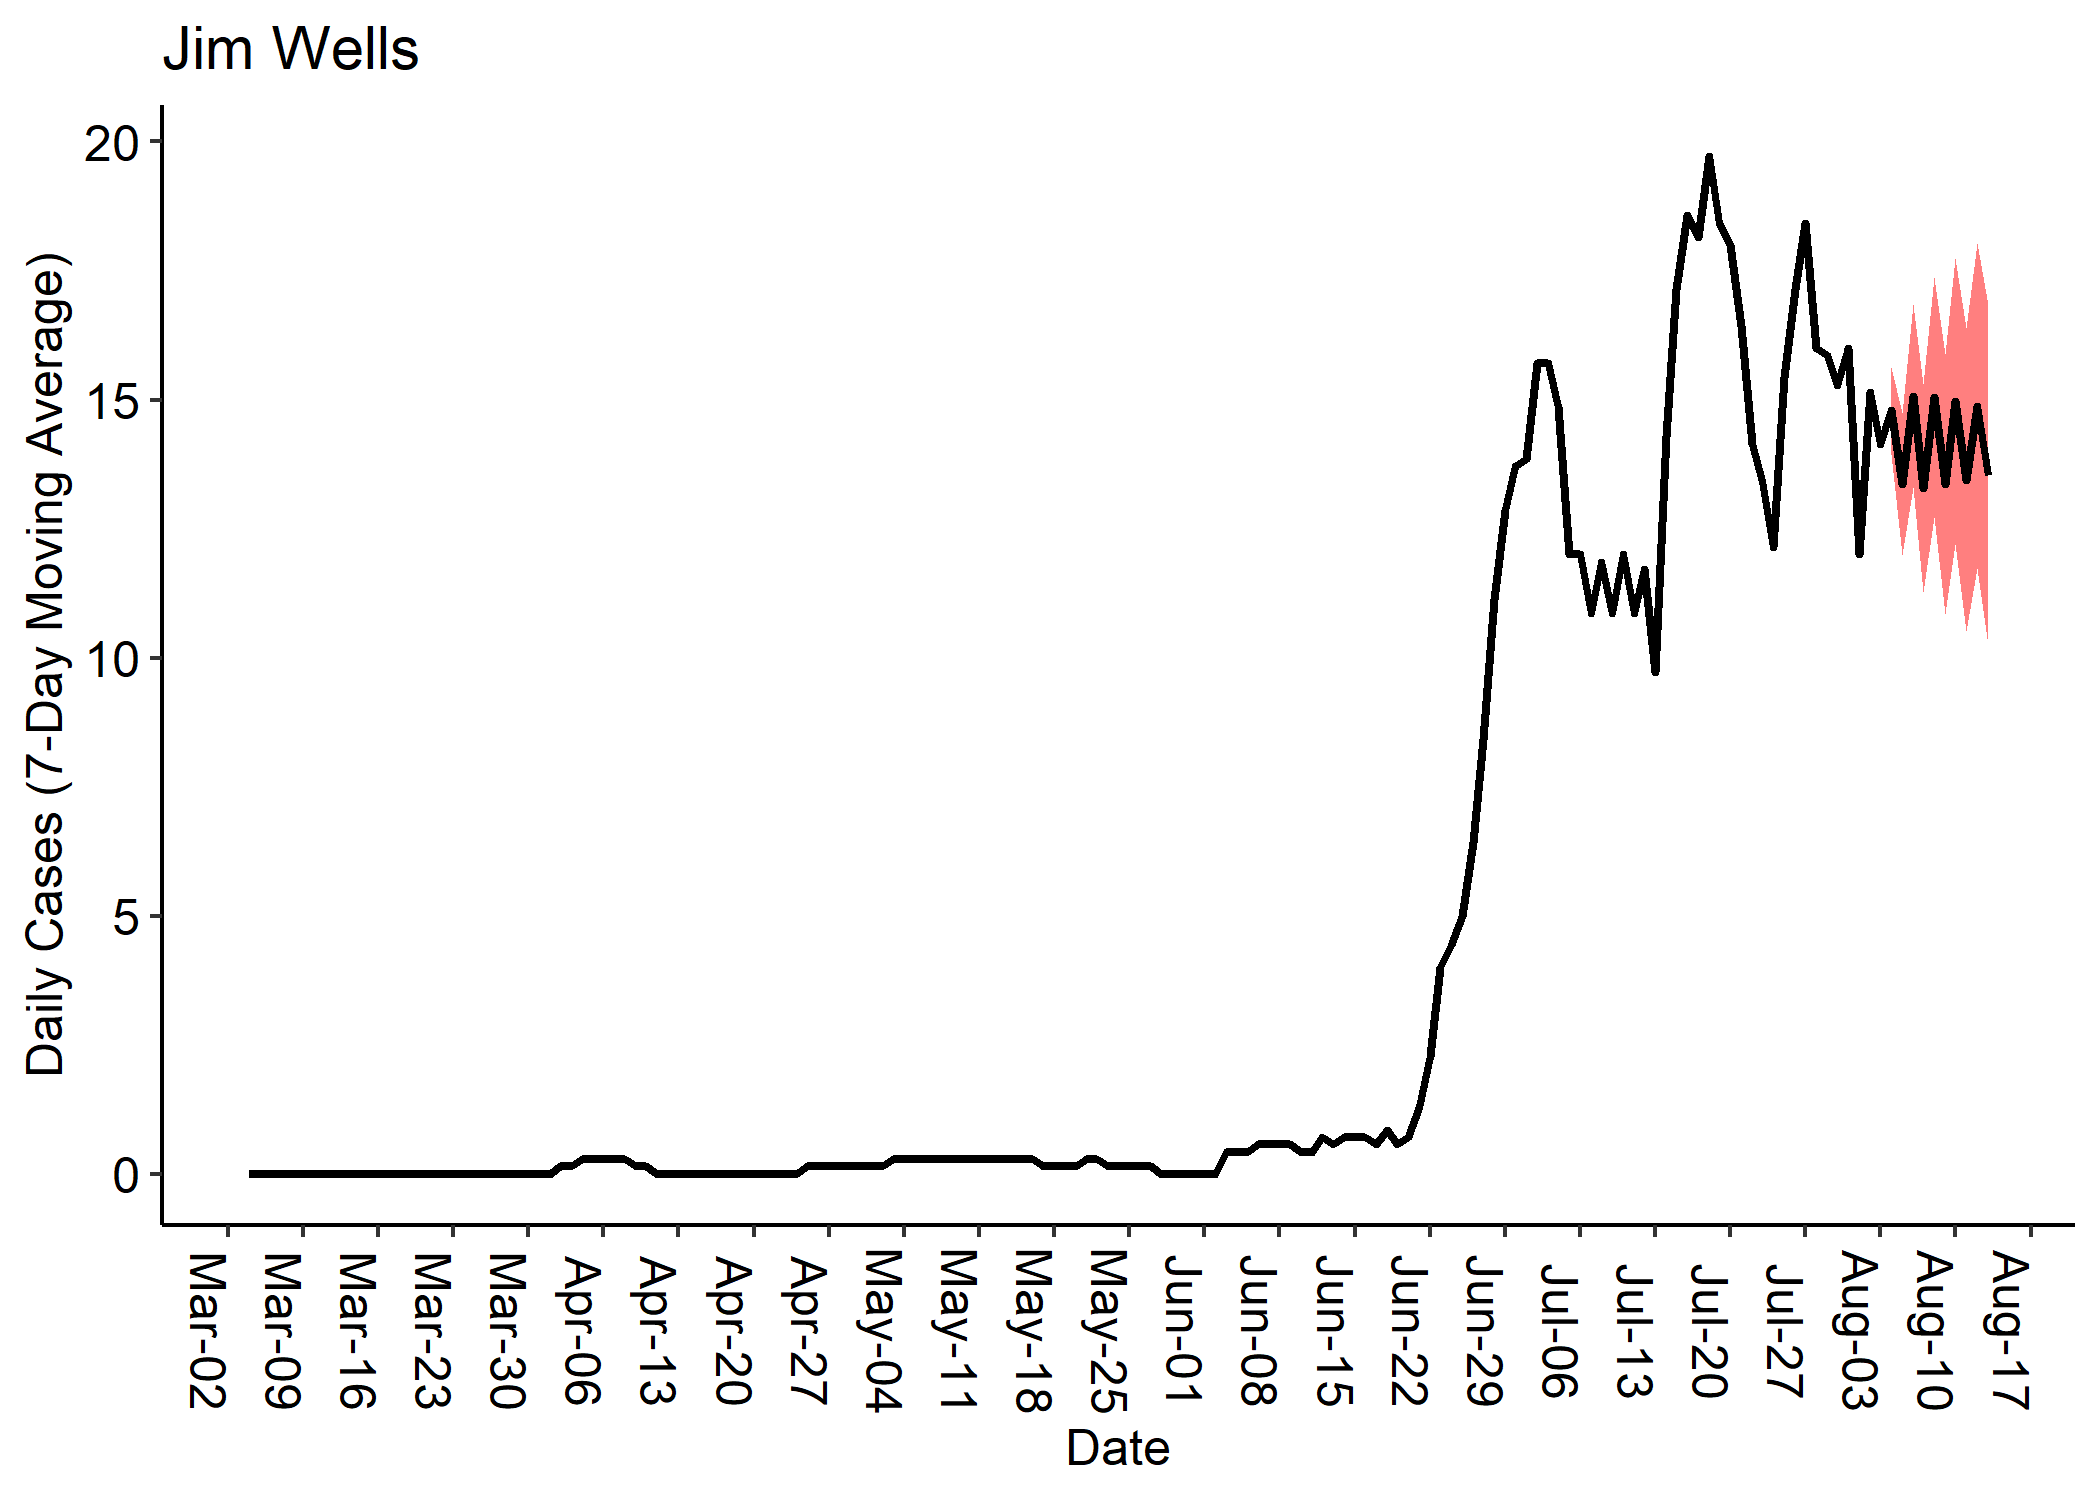 Jim Wells
Daily Cases (7-Day Moving Average)
20
15
10
5
0
Mar-02
Mar-09
Mar-16
Mar-23
Mar-30
Apr-06
Apr-13
Apr-20
Apr-27
May-04
May-11
May-18
May-25
Jun-01
Jun-08
Jun-15
Jun-22
Jun-29
Jul-06
Jul-13
Jul-20
Jul-27
Aug-03
Aug-10
Aug-17
Date